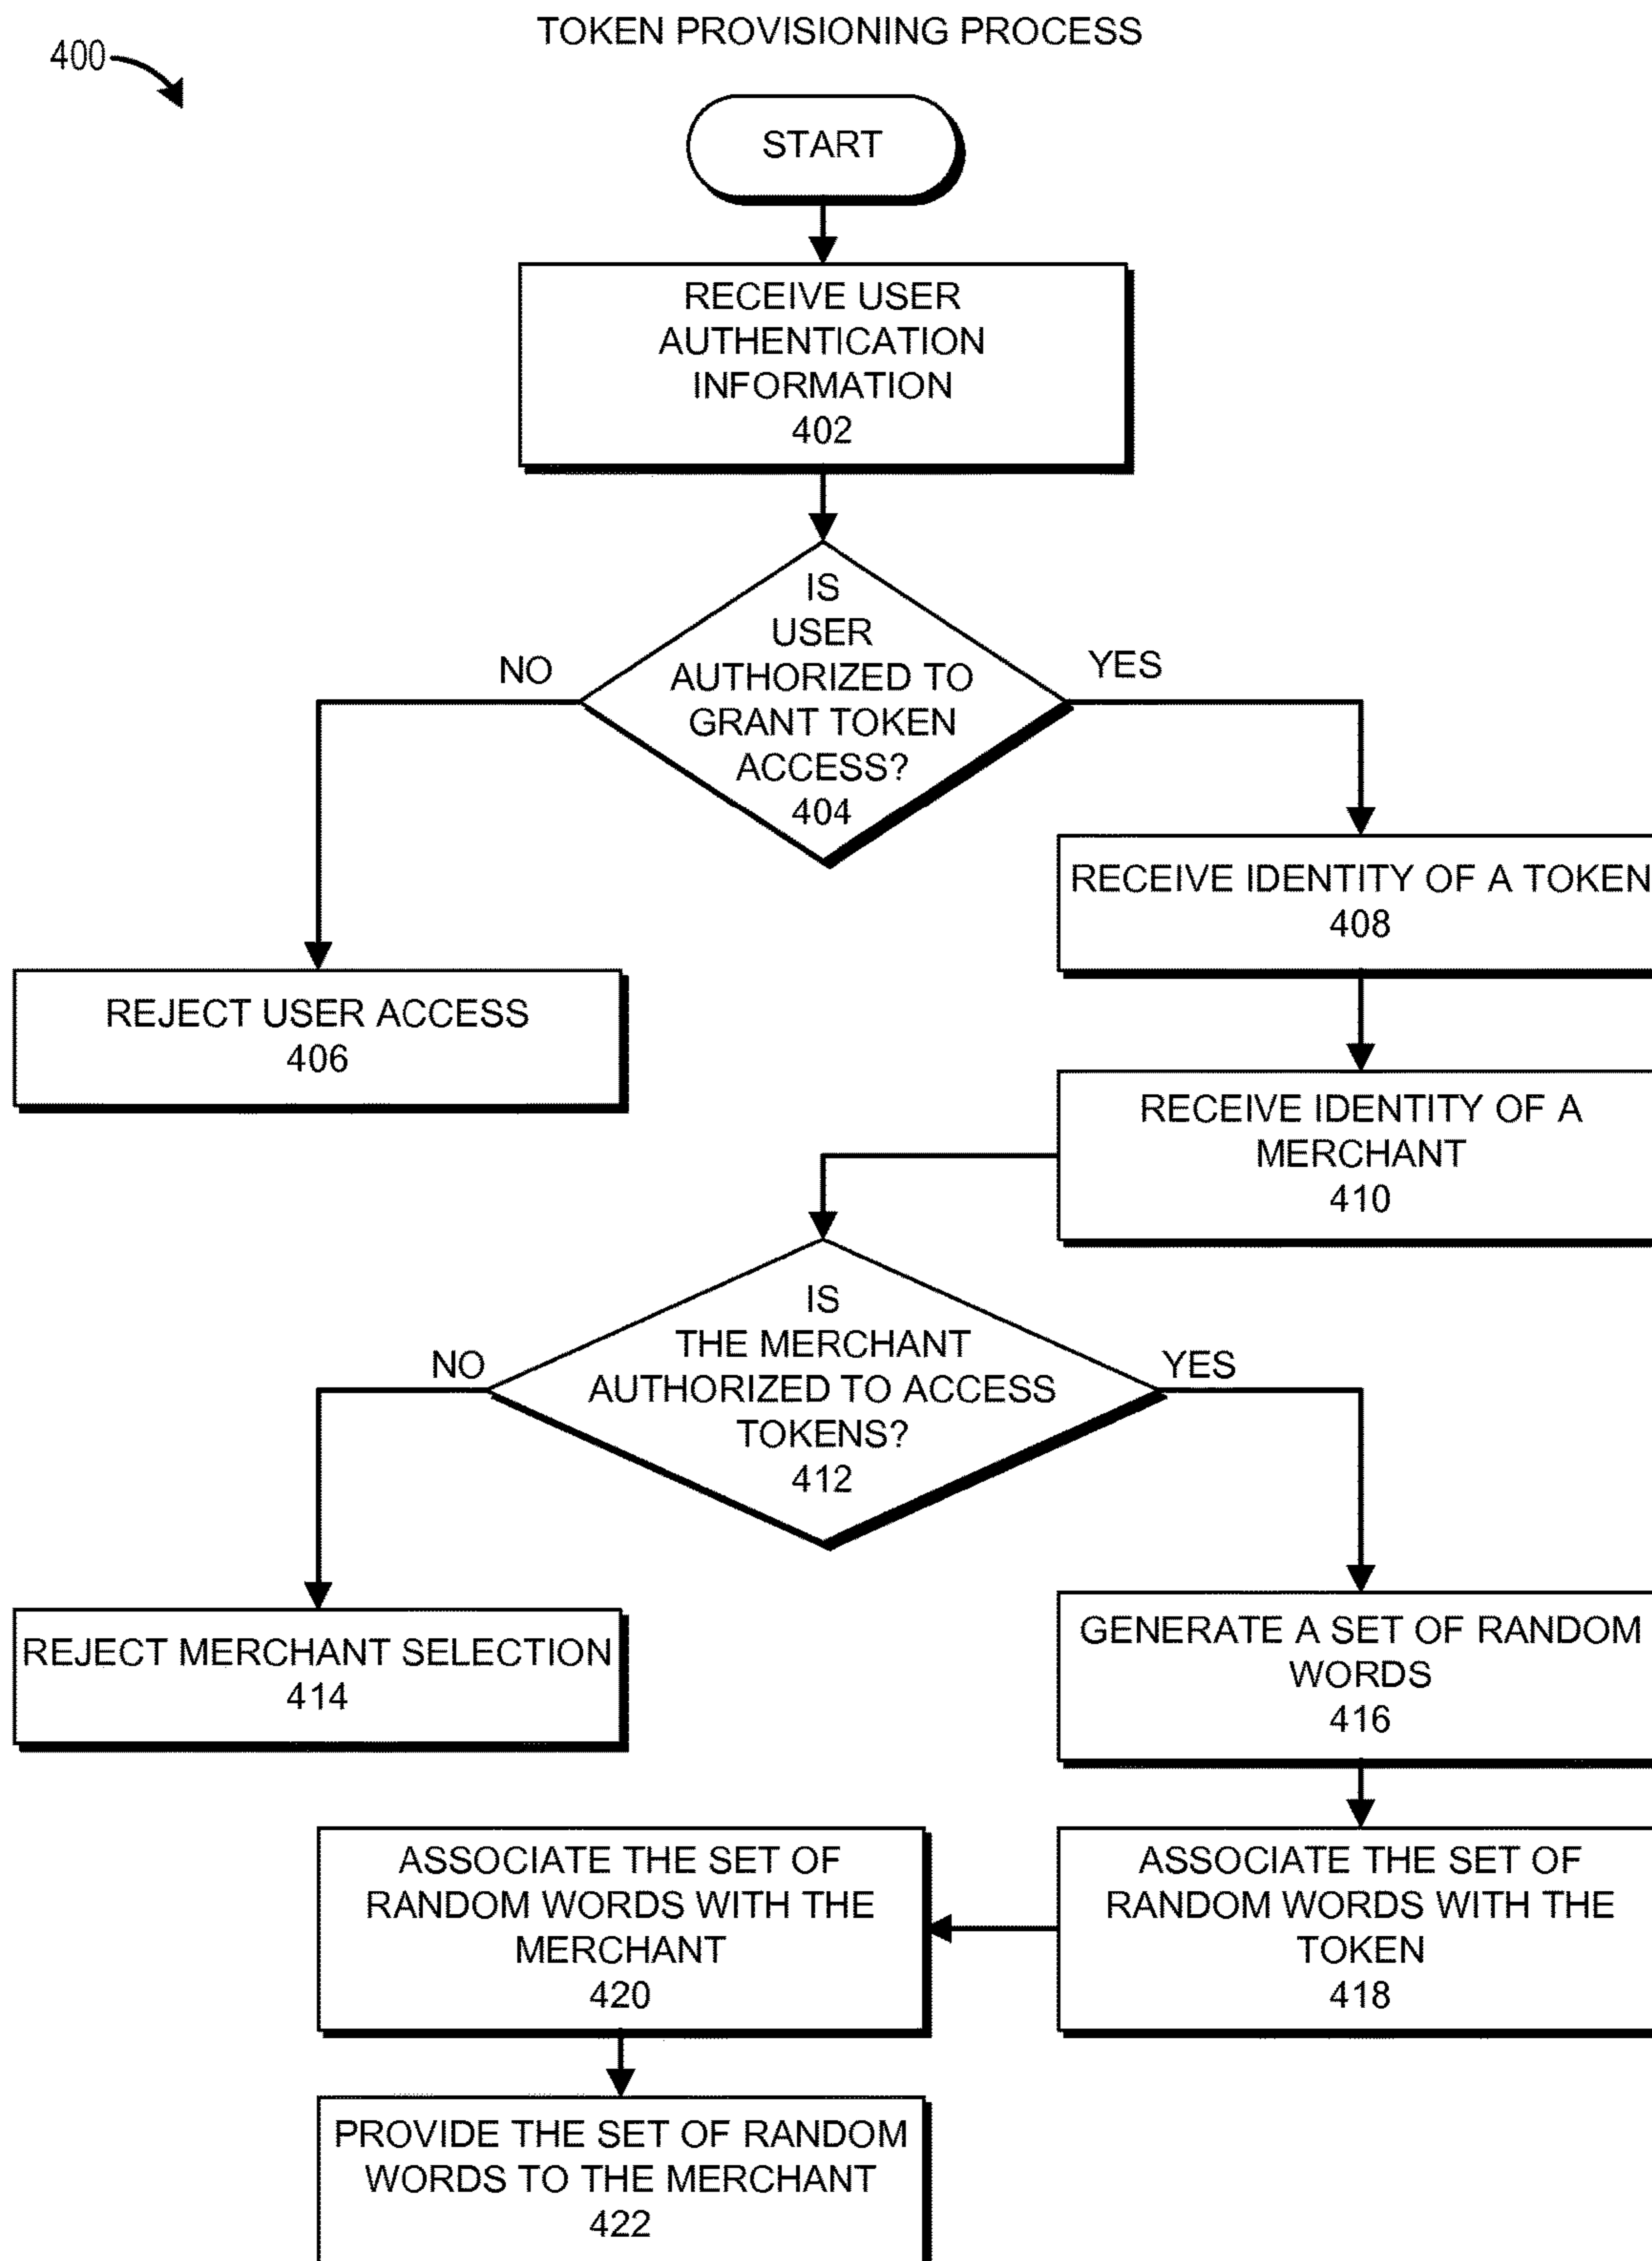 TOKEN PROVISIONING PROCESS
400
START
RECEIVE USER
AUTHENTICATION
INFORMATION
402
IS
USER
AUTHORIZED TO
GRANT TOKEN
ACCESS?
404
NO
YES
RECEIVE IDENTITY OF A TOKEN
408
REJECT USER ACCESS
406
RECEIVE IDENTITY OF A
MERCHANT
410
IS
THE MERCHANT
AUTHORIZED TO ACCESS
TOKENS?
412
NO
YES
REJECT MERCHANT SELECTION
414
GENERATE A SET OF RANDOM
WORDS
416
ASSOCIATE THE SET OF
RANDOM WORDS WITH THE
TOKEN
418
ASSOCIATE THE SET OF
RANDOM WORDS WITH THE
MERCHANT
420
PROVIDE THE SET OF RANDOM
WORDS TO THE MERCHANT
422